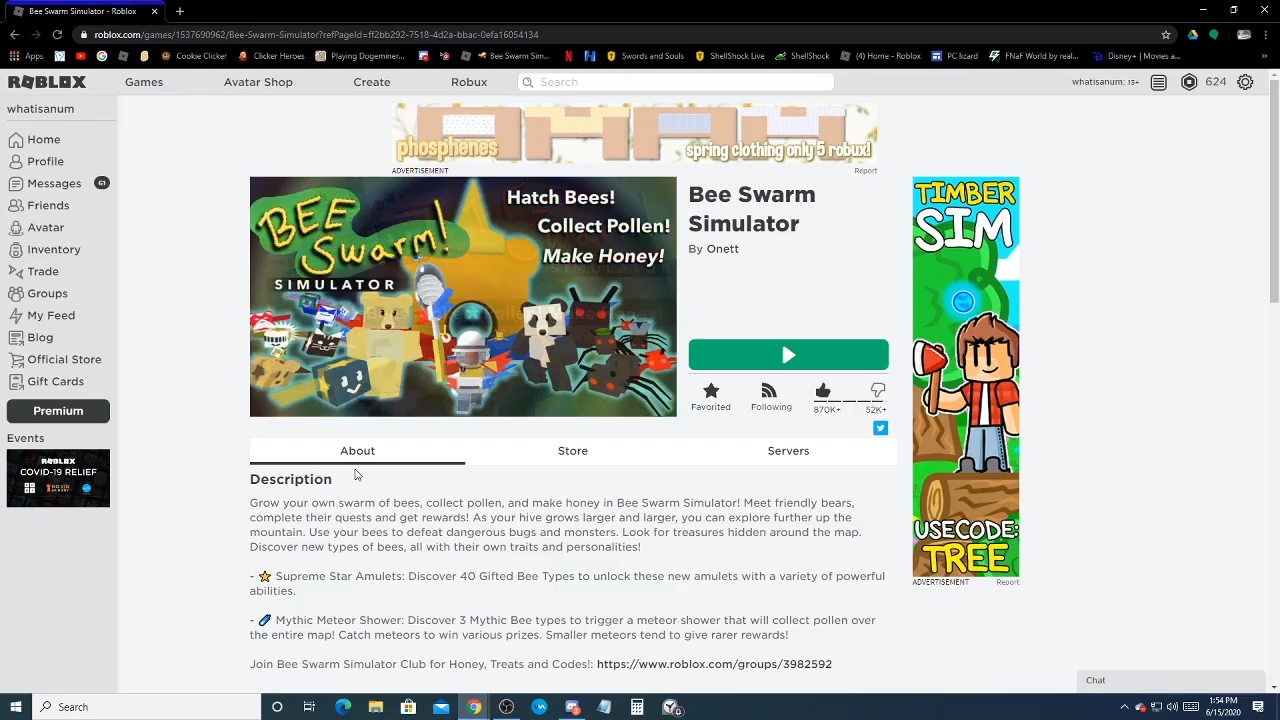 Bee Swarm Simulator - Roblox
roblox.com/games/1537690962/Bee-Swarm-Simulator?refPageId=ff2bb292-7518-4d2a-bbac-0efa16054134
Cookie Clicker Clicker Heroes Playing Dogeminer... Bee Swarm Sim... Swords and Souls ShellShock Live ShellShock (4) Home - Roblox PC lizard FNaF World by tria... Disney+ | Movies a... »
ROBLOX Games Avatar Shop Create Robux Search whatisanum: 13+ 624
whatisanum
Home
Profile
Messages 61
Friends
Avatar
Inventory
Trade
Groups
My Feed
Blog
Official Store
Gift Cards
Premium
Events
ROBLOX
COVID-19 RELIEF
phosphenes spring clothing only 5 robux!
ADVERTISEMENT Report
BEE
Swarm!
SIMULATOR
Hatch Bees!
Collect Pollen!
Make Honey!
Bee Swarm
Simulator
By Onett
Favorited Following 870K+ 52K+
About Store Servers
Description
Grow your own swarm of bees, collect pollen, and make honey in Bee Swarm Simulator! Meet friendly bears,
complete their quests and get rewards! As your hive grows larger and larger, you can explore further up the
mountain. Use your bees to defeat dangerous bugs and monsters. Look for treasures hidden around the map.
Discover new types of bees, all with their own traits and personalities!
- ⭐ Supreme Star Amulets: Discover 40 Gifted Bee Types to unlock these new amulets with a variety of powerful
abilities.
- Mythic Meteor Shower: Discover 3 Mythic Bee types to trigger a meteor shower that will collect pollen over
the entire map! Catch meteors to win various prizes. Smaller meteors tend to give rarer rewards!
Join Bee Swarm Simulator Club for Honey, Treats and Codes!: https://www.roblox.com/groups/3982592
TIMBER
SIM
USECODE:
TREE
ADVERTISEMENT Report
Chat
Search
1:54 PM
6/15/2020